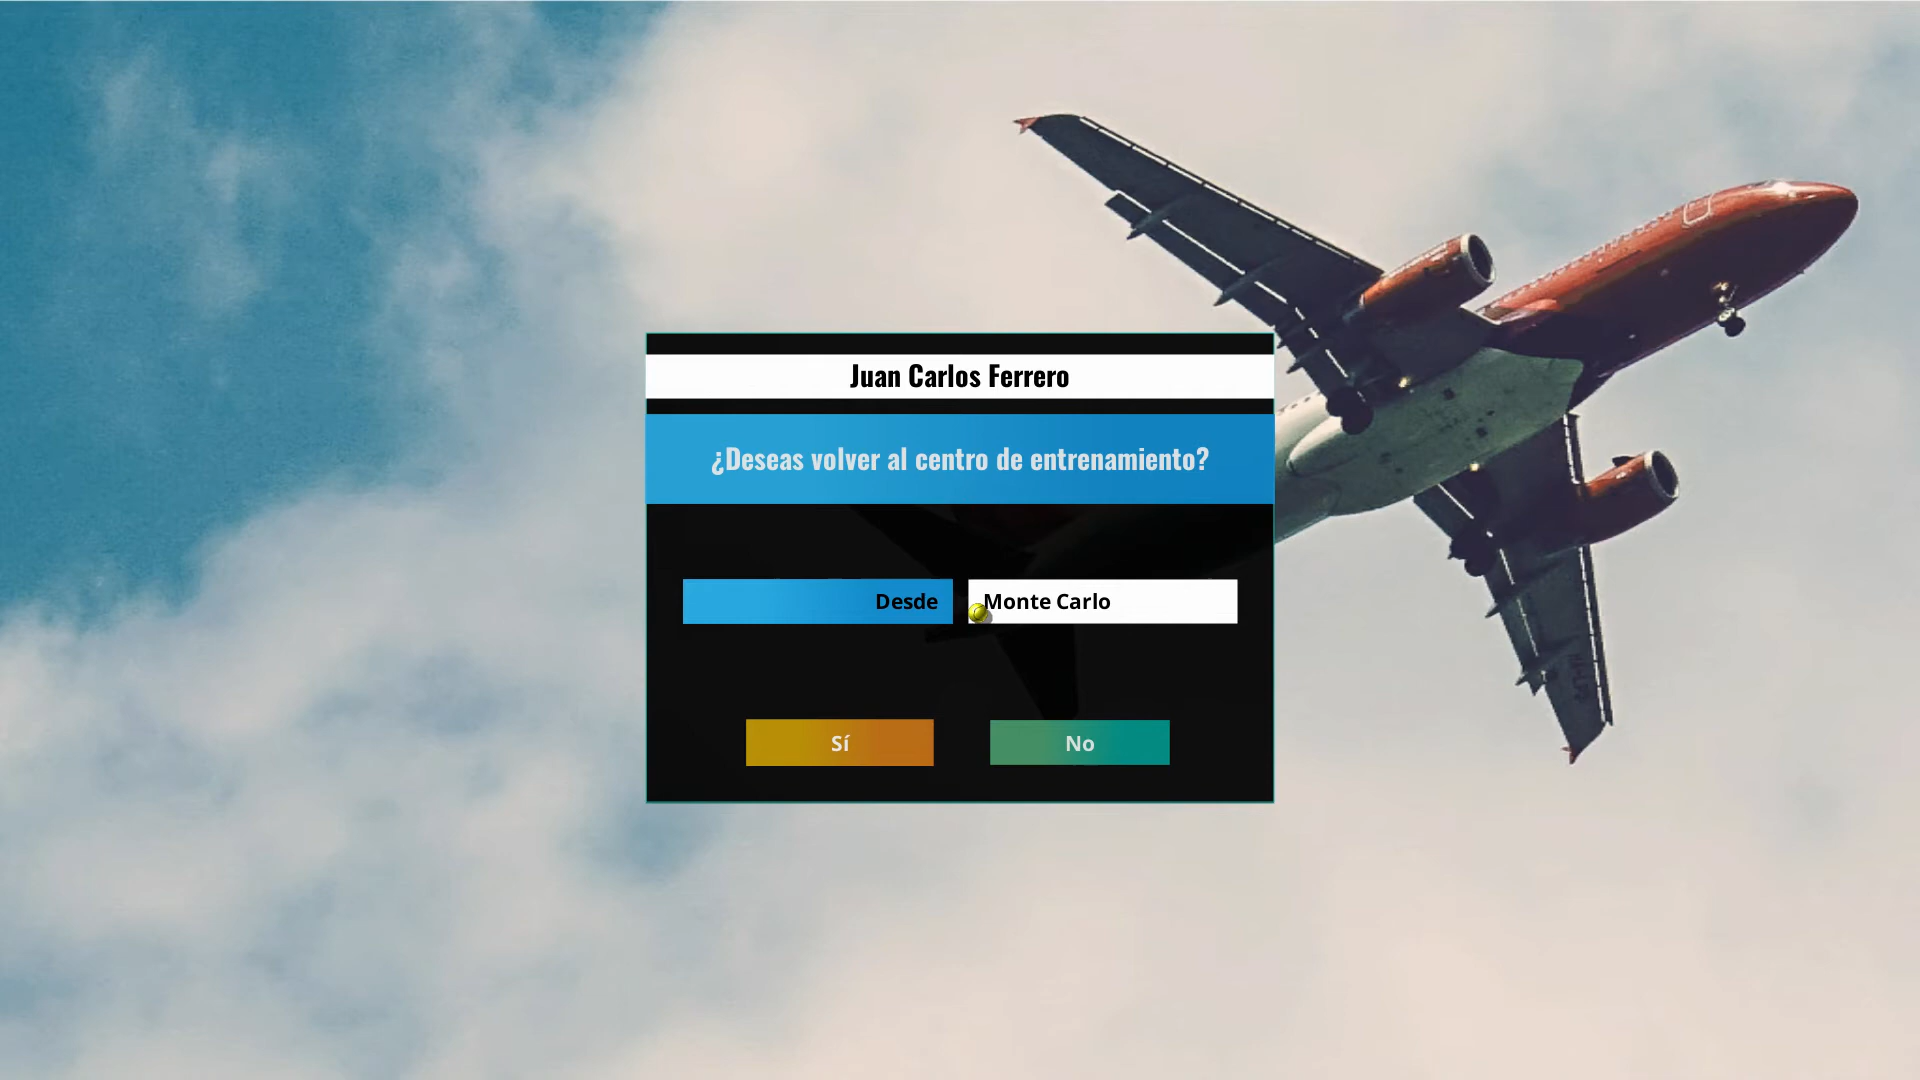 Juan Carlos Ferrero
¿Deseas volver al centro de entrenamiento?
Desde
Monte Carlo
Sí
No